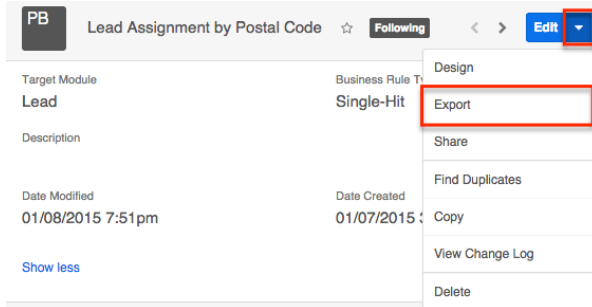 PB
Lead Assignment by Postal Code
Following
Edit
Target Module
Business Rule
Lead
Single-Hit
Description
Date Modified
Date Created
01/08/2015 7:51pm
01/07/2015
Show less
Design
Export
Share
Find Duplicates
Copy
View Change Log
Delete